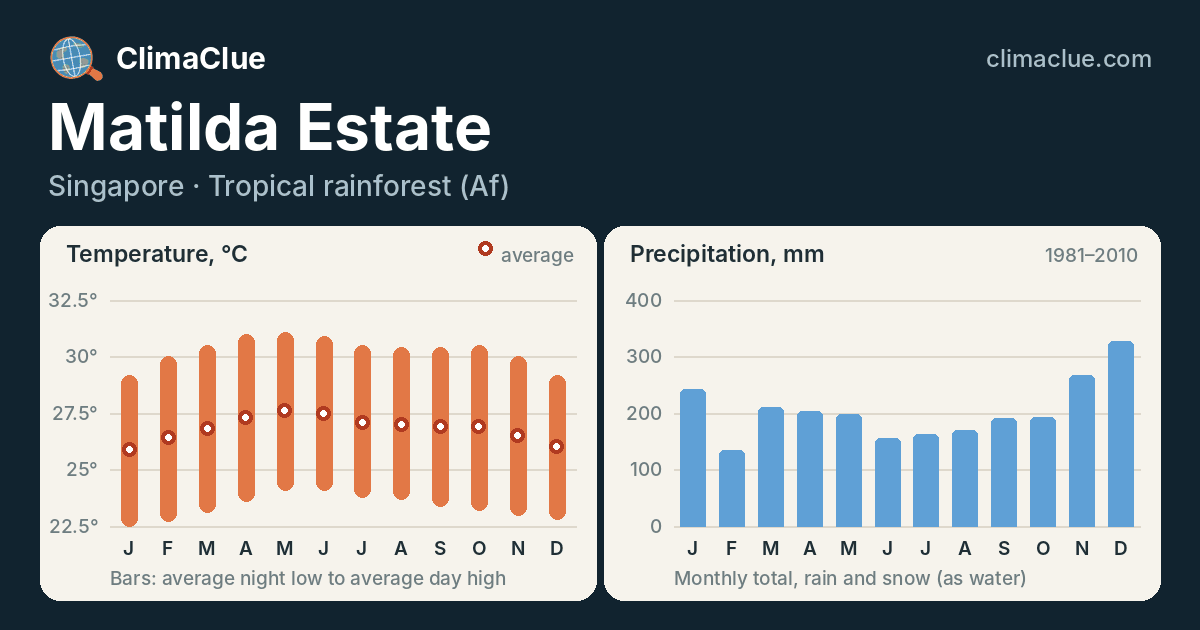 ClimaClue
climaclue.com
Matilda Estate
Singapore · Tropical rainforest (Af)
Temperature, °C
average
32.5°
30°
27.5°
25°
22.5°
J F M A M J J A S O N D
Bars: average night low to average day high
Precipitation, mm
1981–2010
400
300
200
100
0
J F M A M J J A S O N D
Monthly total, rain and snow (as water)